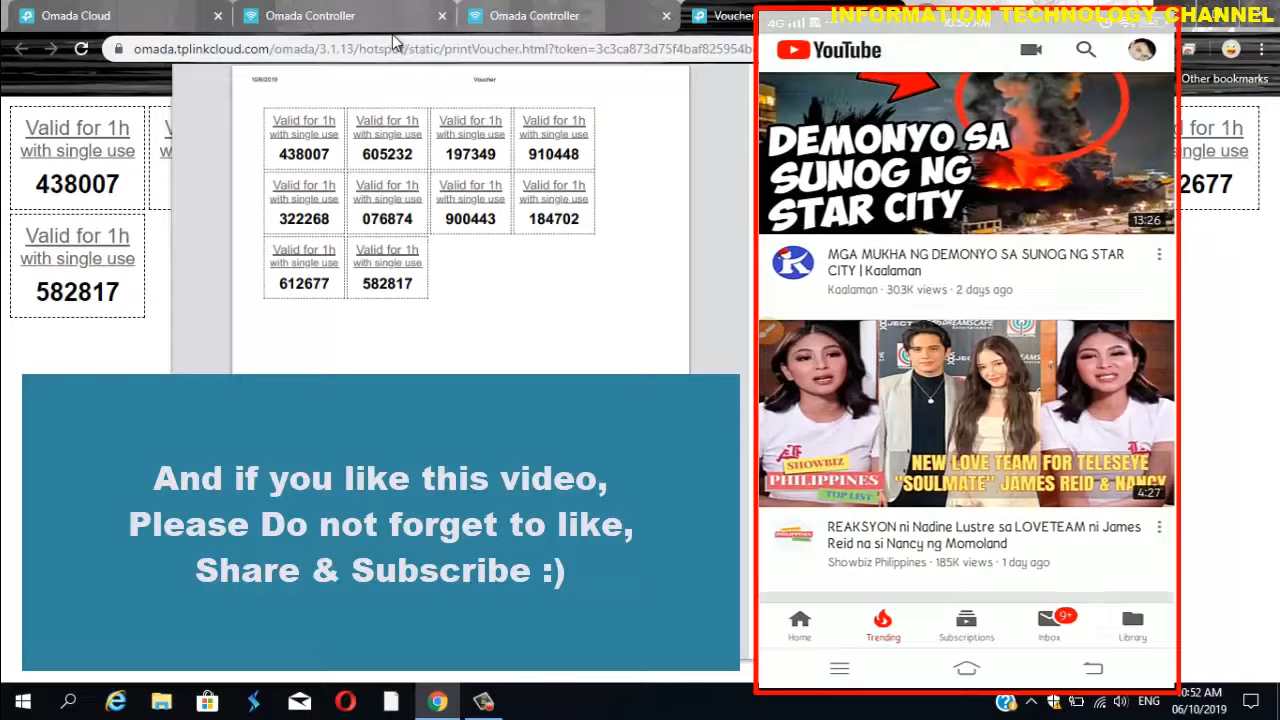 INFORMATION TECHNOLOGY CHANNEL
Omada Cloud
Omada Controller
Omada Controller
omada.tplinkcloud.com/omada/3.1.13/hotspot/static/printVoucher.html?token=3c3ca873d75f4baf825954b
Other bookmarks
10/6/2019 Voucher
Valid for 1h
with single use
438007
Valid for 1h
with single use
605232
Valid for 1h
with single use
197349
Valid for 1h
with single use
910448
Valid for 1h
with single use
322268
Valid for 1h
with single use
076874
Valid for 1h
with single use
900443
Valid for 1h
with single use
184702
Valid for 1h
with single use
612677
Valid for 1h
with single use
582817
Valid for 1h
with single use
438007
Valid for 1h
with single use
582817
And if you like this video,
Please Do not forget to like,
Share & Subscribe :)
4G
YouTube
DEMONYO SA
SUNOG NG
STAR CITY
13:26
MGA MUKHA NG DEMONYO SA SUNOG NG STAR
CITY | Kaalaman
Kaalaman · 303K views · 2 days ago
SHOWBIZ
PHILIPPINES
TOP LIST
NEW LOVE TEAM FOR TELESEYE
"SOULMATE" JAMES REID & NANCY
4:27
REAKSYON ni Nadine Lustre sa LOVETEAM ni James
Reid na si Nancy ng Momoland
Showbiz Philippines · 185K views · 1 day ago
Home
Trending
Subscriptions
9+
Inbox
Library
ENG
10:52 AM
06/10/2019